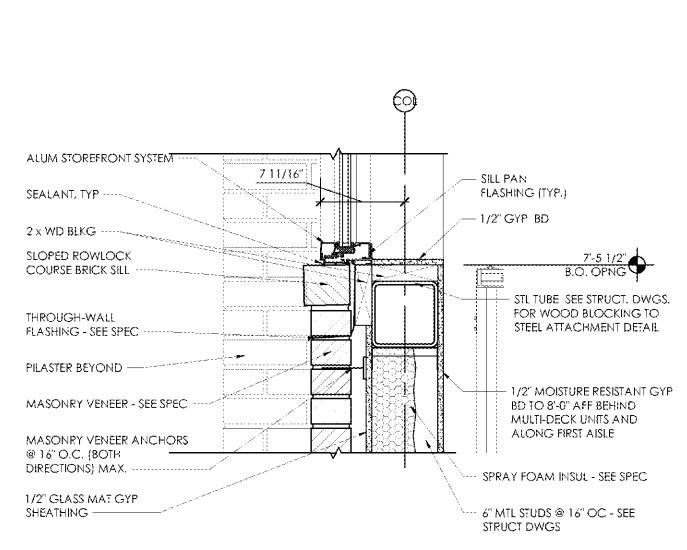 COL
ALUM STOREFRONT SYSTEM
7 11/16"
SILL PAN
FLASHING (TYP.)
SEALANT, TYP
1/2" GYP BD
2 x WD BLKG
SLOPED ROWLOCK
COURSE BRICK SILL
7'-5 1/2"
B.O. OPNG
STL TUBE SEE STRUCT. DWGS.
FOR WOOD BLOCKING TO
STEEL ATTACHMENT DETAIL
THROUGH-WALL
FLASHING - SEE SPEC
PILASTER BEYOND
MASONRY VENEER - SEE SPEC
1/2" MOISTURE RESISTANT GYP
BD TO 8'-0" AFF BEHIND
MULTI-DECK UNITS AND
ALONG FIRST AISLE
MASONRY VENEER ANCHORS
@ 16" O.C. (BOTH
DIRECTIONS) MAX.
SPRAY FOAM INSUL - SEE SPEC
1/2" GLASS MAT GYP
SHEATHING
6" MTL STUDS @ 16" OC - SEE
STRUCT DWGS